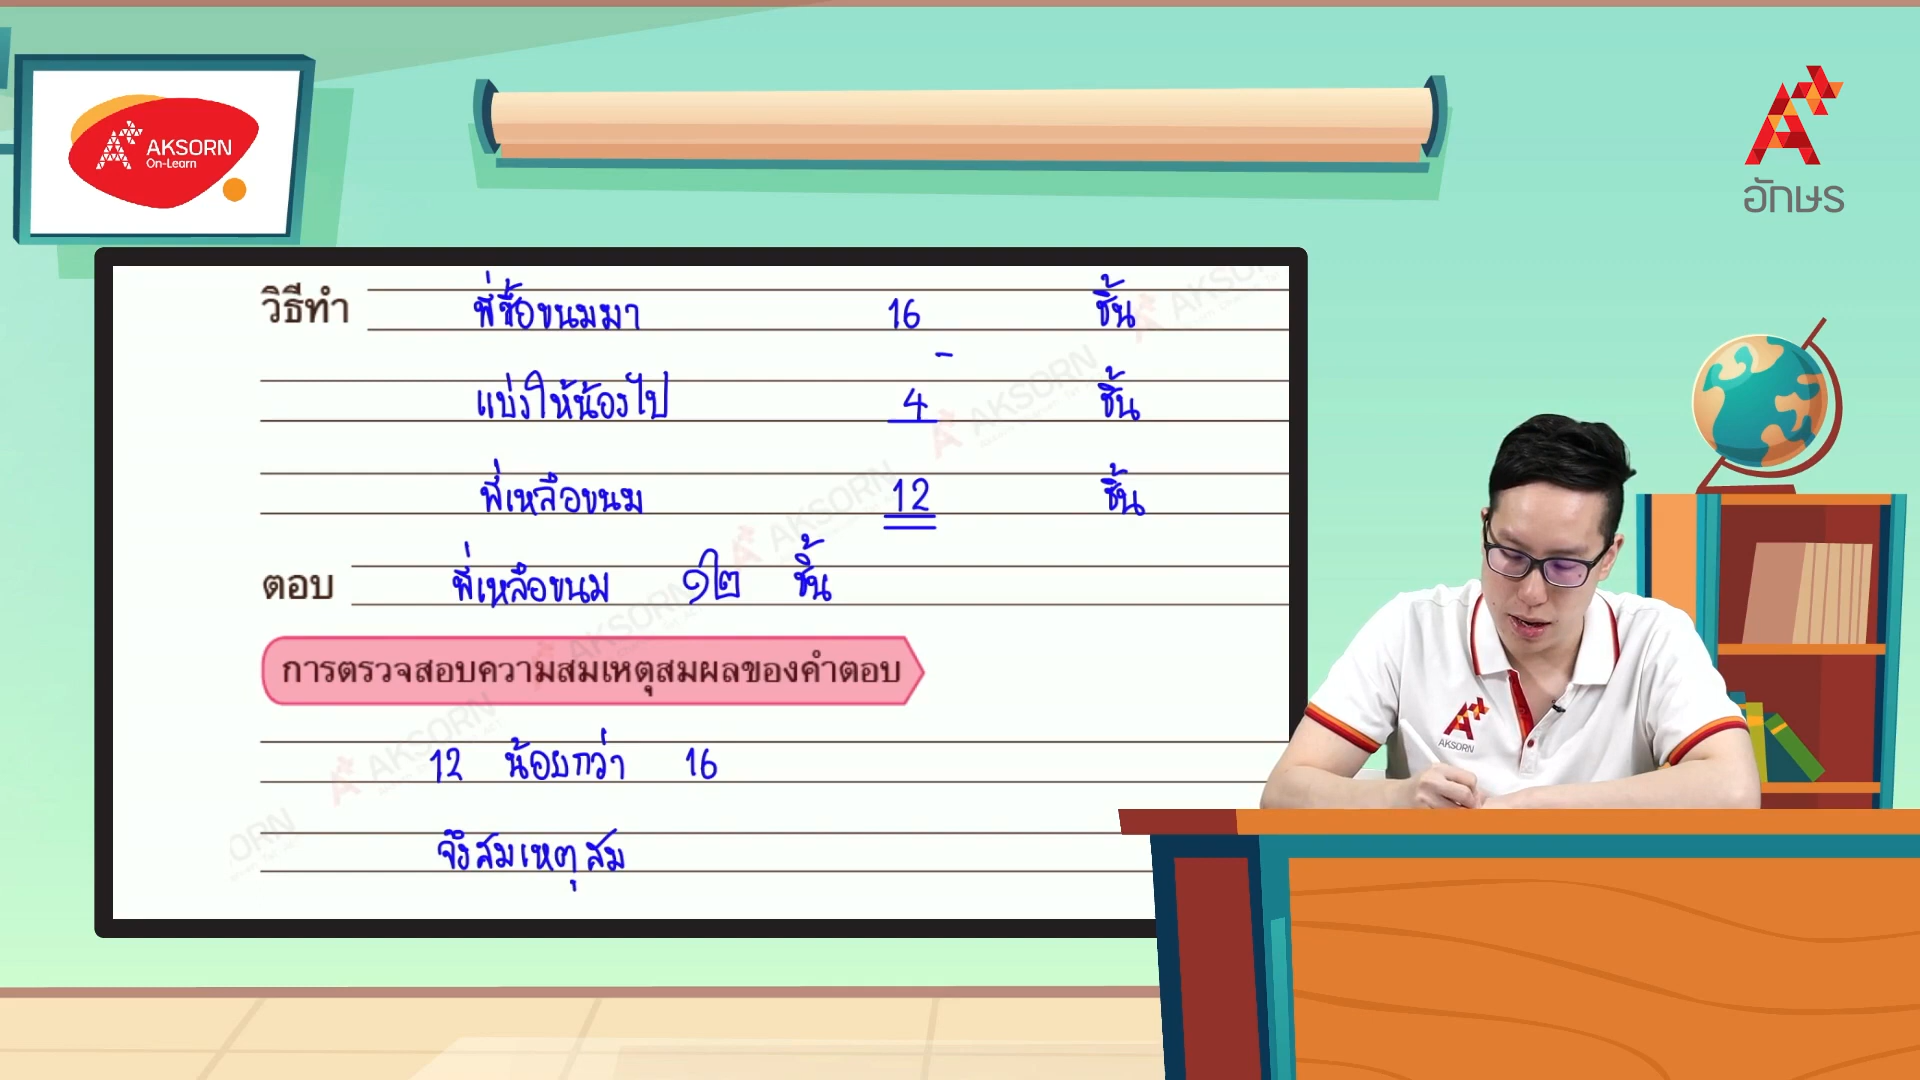 AKSORN
On-Learn
อักษร
วิธีทำ พี่ซื้อขนมมา 16 ชิ้น
-
แบ่งให้น้องไป 4 ชิ้น
พี่เหลือขนม 12 ชิ้น
ตอบ พี่เหลือขนม ๑๒ ชิ้น
การตรวจสอบความสมเหตุสมผลของคำตอบ
12 น้อยกว่า 16
จึงสมเหตุสม
AKSORN